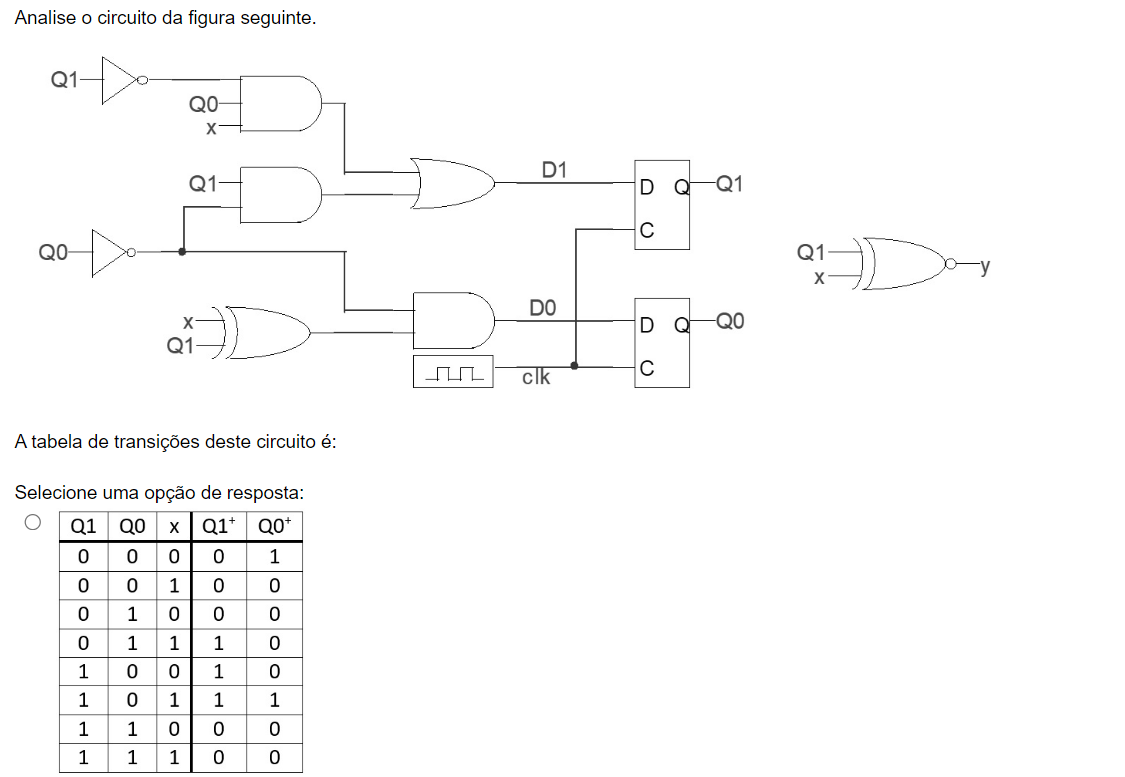 Analise o circuito da figura seguinte.
Q1
Q0
x
Q1
D1
D Q Q1
C
Q0
Q1
x
y
D0
x
Q1
D Q Q0
C
clk
A tabela de transições deste circuito é:
Selecione uma opção de resposta:
Q1 Q0 x Q1⁺ Q0⁺
0 0 0 0 1
0 0 1 0 0
0 1 0 0 0
0 1 1 1 0
1 0 0 1 0
1 0 1 1 1
1 1 0 0 0
1 1 1 0 0